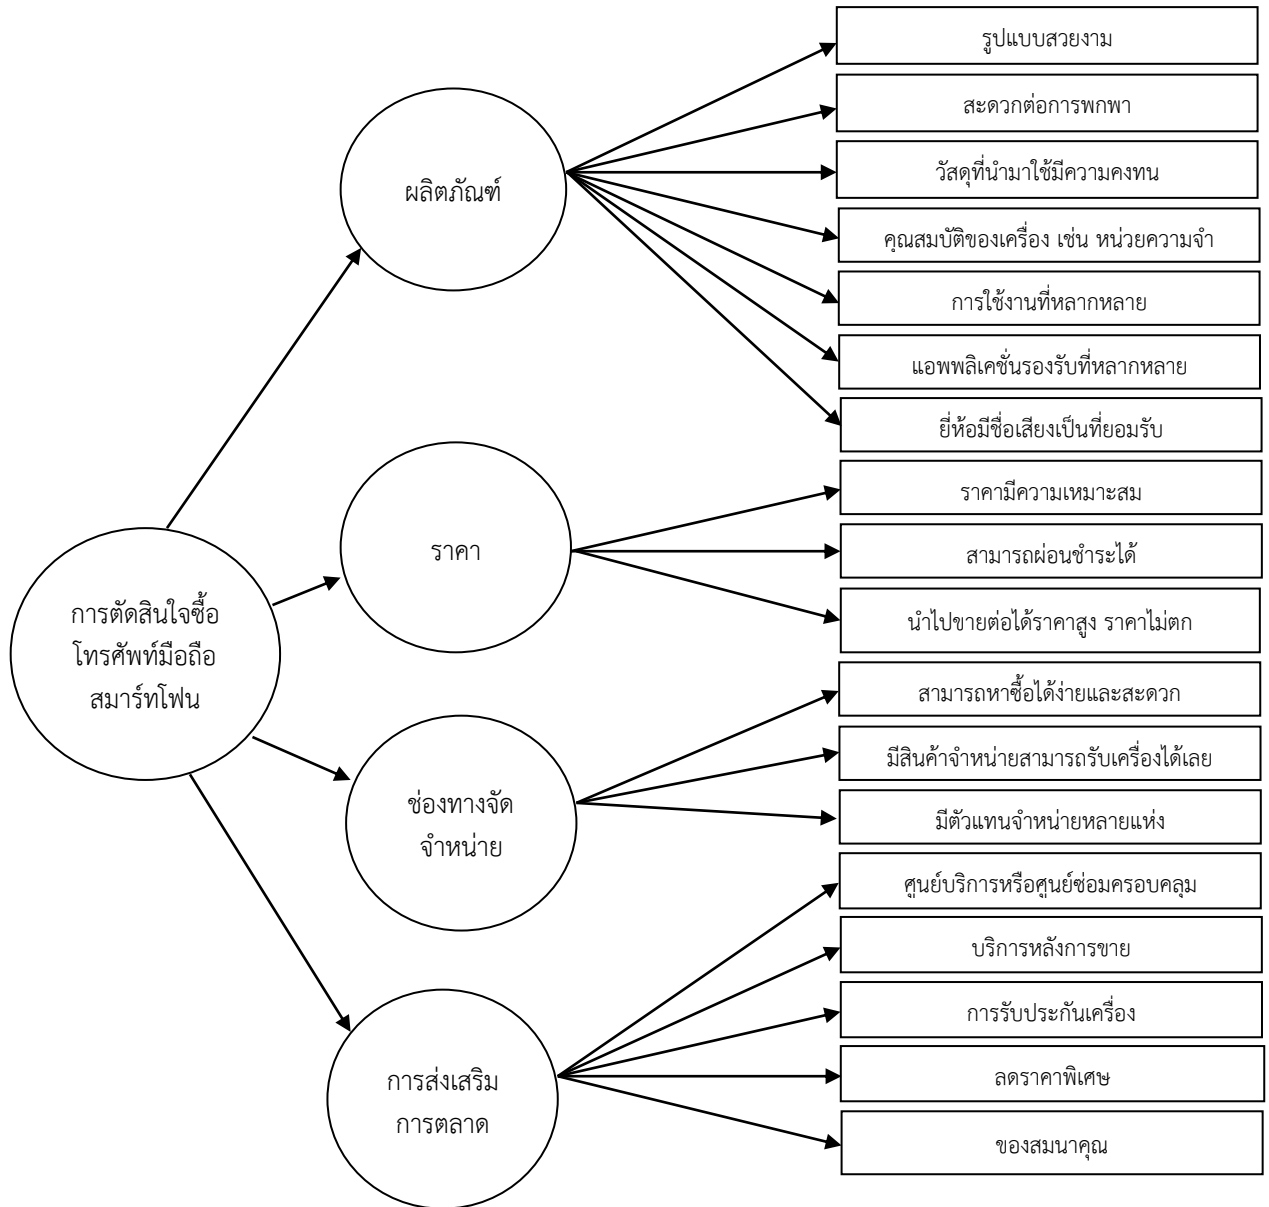 รูปแบบสวยงาม
สะดวกต่อการพกพา
วัสดุที่นำมาใช้มีความคงทน
ผลิตภัณฑ์
คุณสมบัติของเครื่อง เช่น หน่วยความจำ
การใช้งานที่หลากหลาย
แอพพลิเคชั่นรองรับที่หลากหลาย
ยี่ห้อมีชื่อเสียงเป็นที่ยอมรับ
ราคามีความเหมาะสม
ราคา
สามารถผ่อนชำระได้
นำไปขายต่อได้ราคาสูง ราคาไม่ตก
การตัดสินใจซื้อ
โทรศัพท์มือถือ
สมาร์ทโฟน
สามารถหาซื้อได้ง่ายและสะดวก
มีสินค้าจำหน่ายสามารถรับเครื่องได้เลย
ช่องทางจัด
จำหน่าย
มีตัวแทนจำหน่ายหลายแห่ง
ศูนย์บริการหรือศูนย์ซ่อมครอบคลุม
บริการหลังการขาย
การรับประกันเครื่อง
การส่งเสริม
การตลาด
ลดราคาพิเศษ
ของสมนาคุณ